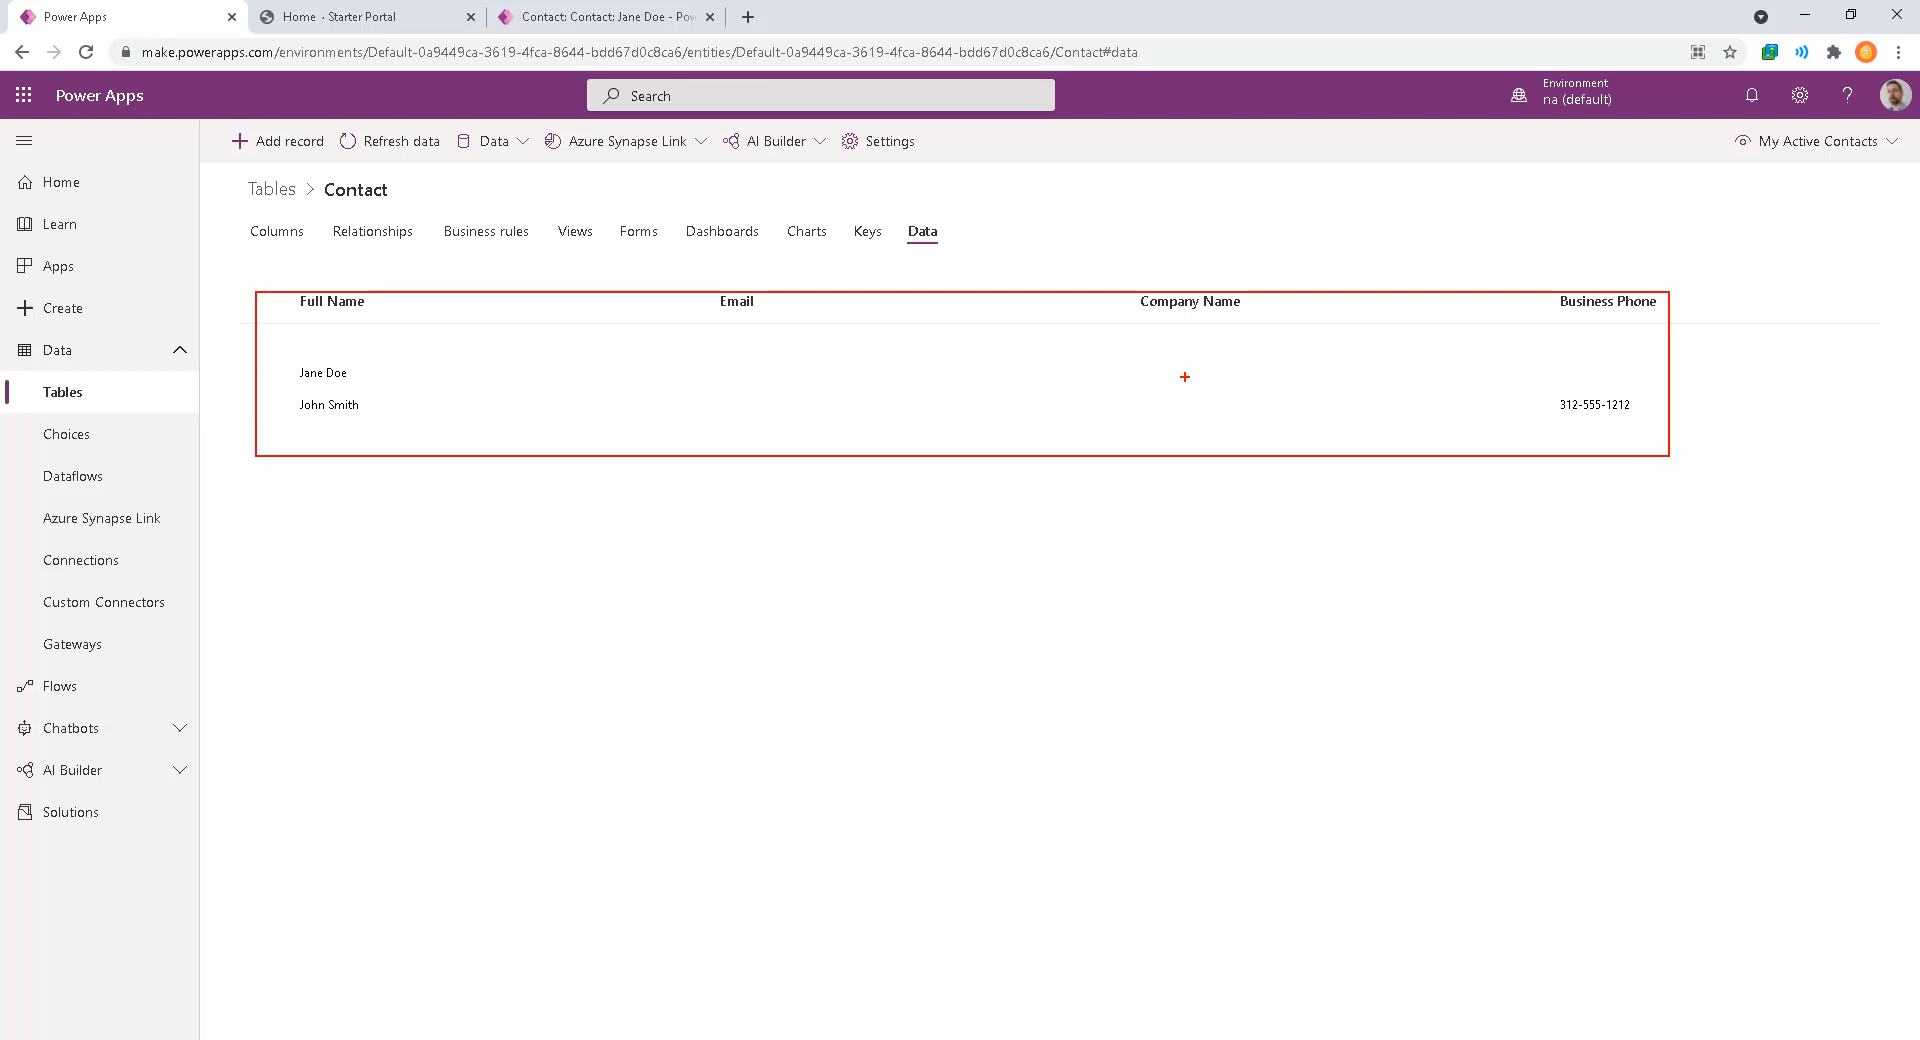 Power Apps
Home · Starter Portal
Contact: Contact: Jane Doe - Pow
make.powerapps.com/environments/Default-0a9449ca-3619-4fca-8644-bdd67d0c8ca6/entities/Default-0a9449ca-3619-4fca-8644-bdd67d0c8ca6/Contact#data
Power Apps
Search
Environment
na (default)
Add record
Refresh data
Data
Azure Synapse Link
AI Builder
Settings
My Active Contacts
Home
Learn
Apps
Create
Data
Tables
Choices
Dataflows
Azure Synapse Link
Connections
Custom Connectors
Gateways
Flows
Chatbots
AI Builder
Solutions
Tables > Contact
Columns Relationships Business rules Views Forms Dashboards Charts Keys Data
Full Name Email Company Name Business Phone
Jane Doe
John Smith 312-555-1212